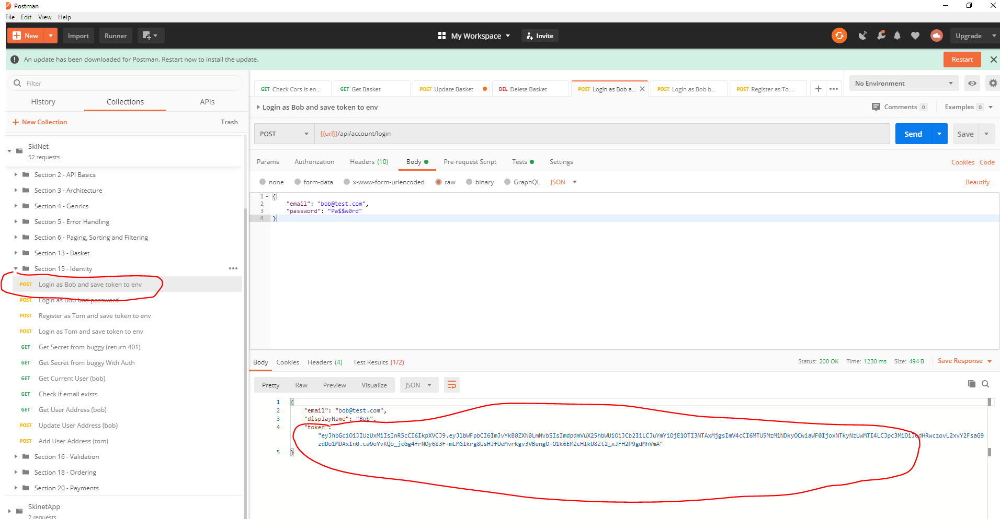 Postman
File Edit View Help
New Import Runner My Workspace Invite Upgrade
An update has been downloaded for Postman. Restart now to install the update. Restart
Filter
History Collections APIs
New Collection Trash
SkiNet
52 requests
Section 2 - API Basics
Section 3 - Architecture
Section 4 - Genrics
Section 5 - Error Handling
Section 6 - Paging, Sorting and Filtering
Section 13 - Basket
Section 15 - Identity
POST Login as Bob and save token to env
POST Login as Bob bad password
POST Register as Tom and save token to env
POST Login as Tom and save token to env
GET Get Secret from buggy (return 401)
GET Get Secret from buggy With Auth
GET Get Current User (bob)
GET Check if email exists
GET Get User Address (bob)
POST Update User Address (bob)
POST Add User Address (tom)
Section 16 - Validation
Section 18 - Ordering
Section 20 - Payments
SkinetApp
2 requests
GET Check Cors is en... GET Get Basket POST Update Basket DEL Delete Basket POST Login as Bob a... POST Login as Bob b... POST Register as To... No Environment
Login as Bob and save token to env Comments 0 Examples 0
POST {{url}}/api/account/login Send Save
Params Authorization Headers (10) Body Pre-request Script Tests Settings Cookies Code
none form-data x-www-form-urlencoded raw binary GraphQL JSON Beautify
1 {
2 "email": "bob@test.com",
3 "password": "Pa$$w0rd"
4 }
Body Cookies Headers (4) Test Results (1/2) Status: 200 OK Time: 1230 ms Size: 494 B Save Response
Pretty Raw Preview Visualize JSON
1 {
2 "email": "bob@test.com",
3 "displayName": "Bob",
4 "token":
5 }